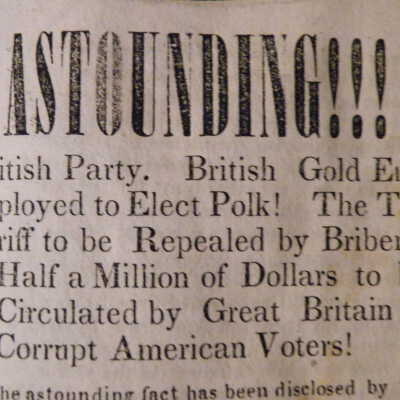 ASTOUNDING!!!
itish Party. British Gold E
ployed to Elect Polk! The T
riff to be Repealed by Bribe
Half a Million of Dollars to
Circulated by Great Britain
Corrupt American Voters!
he astounding fact has been disclosed by